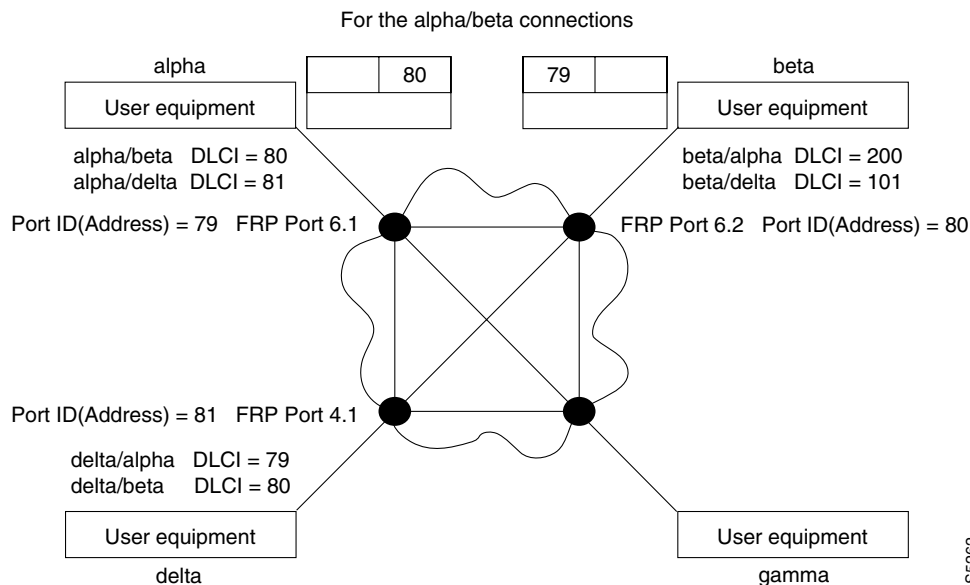 For the alpha/beta connections
alpha
80
79
beta
User equipment
User equipment
alpha/beta DLCI = 80
alpha/delta DLCI = 81
beta/alpha DLCI = 200
beta/delta DLCI = 101
Port ID(Address) = 79 FRP Port 6.1
FRP Port 6.2 Port ID(Address) = 80
Port ID(Address) = 81 FRP Port 4.1
delta/alpha DLCI = 79
delta/beta DLCI = 80
User equipment
User equipment
delta
gamma